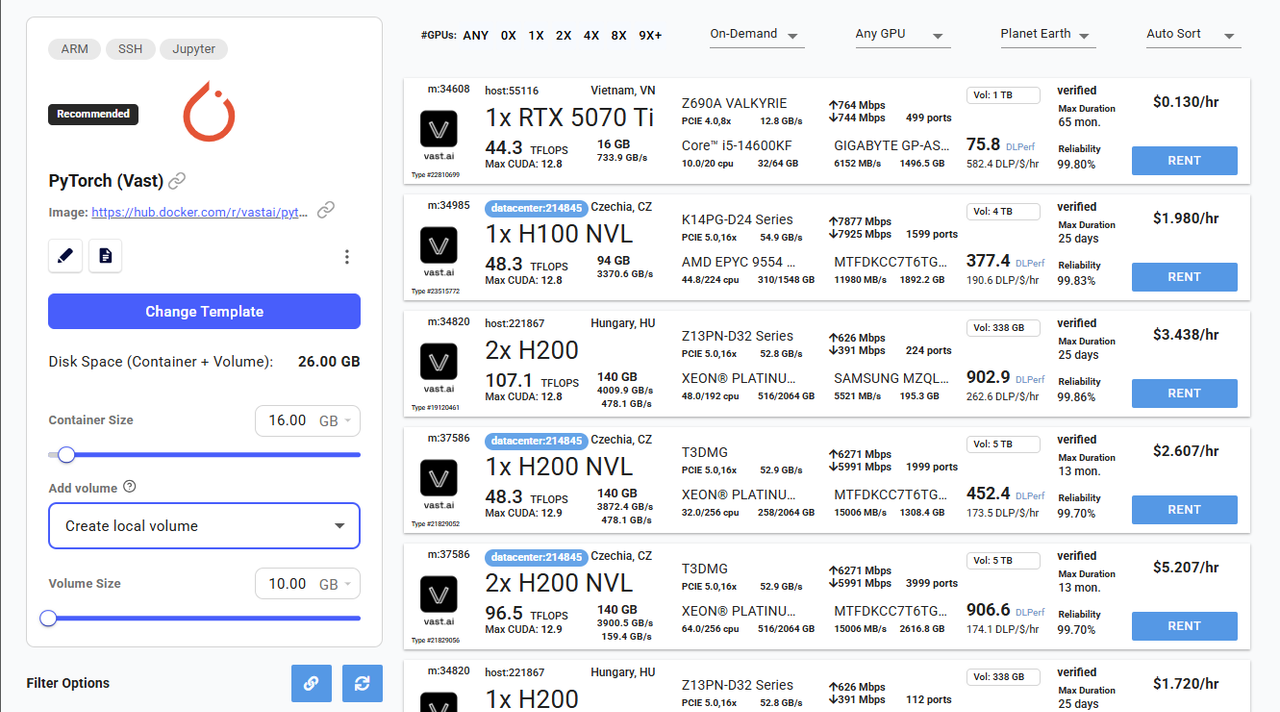 ARM SSH Jupyter
Recommended
PyTorch (Vast)
Image: https://hub.docker.com/r/vastai/pyt...
Change Template
Disk Space (Container + Volume): 26.00 GB
Container Size 16.00 GB
Add volume
Create local volume
Volume Size 10.00 GB
Filter Options
#GPUs: ANY 0X 1X 2X 4X 8X 9X+ On-Demand Any GPU Planet Earth Auto Sort
m:34608
vast.ai
Type #22810699
host:55116 Vietnam, VN
1x RTX 5070 Ti
44.3 TFLOPS 16 GB
Max CUDA: 12.8 733.9 GB/s
Z690A VALKYRIE
PCIE 4.0,8x 12.8 GB/s
Core™ i5-14600KF
10.0/20 cpu 32/64 GB
↑764 Mbps
↓744 Mbps 499 ports
GIGABYTE GP-AS...
6152 MB/s 1496.5 GB
Vol: 1 TB
75.8 DLPerf
582.4 DLP/$/hr
verified
Max Duration
65 mon.
Reliability
99.80%
$0.130/hr
RENT
m:34985
vast.ai
Type #23515772
datacenter:214845 Czechia, CZ
1x H100 NVL
48.3 TFLOPS 94 GB
Max CUDA: 12.8 3370.6 GB/s
K14PG-D24 Series
PCIE 5.0,16x 54.9 GB/s
AMD EPYC 9554 ...
44.8/224 cpu 310/1548 GB
↑7877 Mbps
↓7925 Mbps 1599 ports
MTFDKCC7T6TG...
11980 MB/s 1892.2 GB
Vol: 4 TB
377.4 DLPerf
190.6 DLP/$/hr
verified
Max Duration
25 days
Reliability
99.83%
$1.980/hr
RENT
m:34820
vast.ai
Type #19120461
host:221867 Hungary, HU
2x H200
107.1 TFLOPS 140 GB
Max CUDA: 12.8 4009.9 GB/s
478.1 GB/s
Z13PN-D32 Series
PCIE 5.0,16x 52.8 GB/s
XEON® PLATINU...
48.0/192 cpu 516/2064 GB
↑626 Mbps
↓391 Mbps 224 ports
SAMSUNG MZQL...
5521 MB/s 195.3 GB
Vol: 338 GB
902.9 DLPerf
262.6 DLP/$/hr
verified
Max Duration
25 days
Reliability
99.86%
$3.438/hr
RENT
m:37586
vast.ai
Type #21829052
datacenter:214845 Czechia, CZ
1x H200 NVL
48.3 TFLOPS 140 GB
Max CUDA: 12.9 3872.4 GB/s
478.1 GB/s
T3DMG
PCIE 5.0,16x 52.9 GB/s
XEON® PLATINU...
32.0/256 cpu 258/2064 GB
↑6271 Mbps
↓5991 Mbps 1999 ports
MTFDKCC7T6TG...
15006 MB/s 1308.4 GB
Vol: 5 TB
452.4 DLPerf
173.5 DLP/$/hr
verified
Max Duration
13 mon.
Reliability
99.70%
$2.607/hr
RENT
m:37586
vast.ai
Type #21829056
datacenter:214845 Czechia, CZ
2x H200 NVL
96.5 TFLOPS 140 GB
Max CUDA: 12.9 3900.5 GB/s
159.4 GB/s
T3DMG
PCIE 5.0,16x 52.9 GB/s
XEON® PLATINU...
64.0/256 cpu 516/2064 GB
↑6271 Mbps
↓5991 Mbps 3999 ports
MTFDKCC7T6TG...
15006 MB/s 2616.8 GB
Vol: 5 TB
906.6 DLPerf
174.1 DLP/$/hr
verified
Max Duration
13 mon.
Reliability
99.70%
$5.207/hr
RENT
m:34820
host:221867 Hungary, HU
1x H200
140 GB
Z13PN-D32 Series
PCIE 5.0,16x 52.8 GB/s
↑626 Mbps
↓391 Mbps 112 ports
Vol: 338 GB
verified
Max Duration
25 days
$1.720/hr